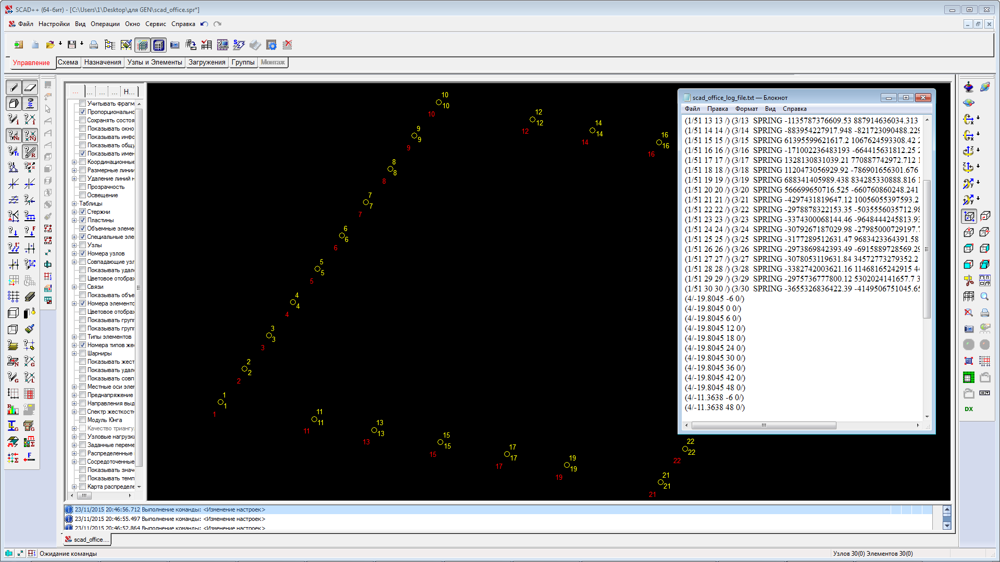 SCAD++ (64-бит) - [C:\Users\1\Desktop\для GEN\scad_office.spr*]
Файл Настройки Вид Операции Окно Сервис Справка
Управление Схема Назначения Узлы и Элементы Загружения Группы Монтаж
... ... ... ... Н...
Учитывать фрагм
Пропорционально
Сохранять состоя
Показывать окно
Показывать инфо
Показывать общу
Показывать имен
Координационные
Размерные линии
Удаление линий н
Прозрачность
Освещение
Таблицы
Стержни
Пластины
Объемные элеме
Специальные эле
Узлы
Номера узлов
Совпадающие узл
Показывать удал
Цветовое отобра
Связи
Показывать объе
Номера элементо
Цветовое отобра
Показывать групп
Показывать групп
Типы элементов
Номера типов жес
Шарниры
Показывать жест
Показывать удал
Показывать совп
Местные оси элем
Преднапряжение
Направления выд
Спектр жесткост
Модуль Юнга
Качество триангу.
Узловые нагрузки
Заданные переме
Распределенные
Сосредоточенные
Показывать знач
Показывать темп
Карта распределе
10
10
10
9
9
9
8
8
8
7
7
7
6
6
6
5
5
5
4
4
4
3
3
3
2
2
2
1
1
1
12
12
12
14
14
14
16
16
16
11
11
11
13
13
13
15
15
15
17
17
17
19
19
19
22
22
22
21
21
21
scad_office_log_file.txt — Блокнот
Файл Правка Формат Вид Справка
(1/51 13 13 /) (3/13 SPRING -1135787376609.53 887914636034.313
(1/51 14 14 /) (3/14 SPRING -883954227917.948 -821723090488.229
(1/51 15 15 /) (3/15 SPRING 61395599621617.2 1067624593308.42 2
(1/51 16 16 /) (3/16 SPRING -171002236483193 -664415631812.25 2
(1/51 17 17 /) (3/17 SPRING 1328130831039.21 770887742972.712 1
(1/51 18 18 /) (3/18 SPRING 1120473056929.92 -786901656301.676
(1/51 19 19 /) (3/19 SPRING 688341405989.438 834285330888.816 1
(1/51 20 20 /) (3/20 SPRING 566699650716.525 -660760860248.241
(1/51 21 21 /) (3/21 SPRING -4297431819647.12 10056055397593.2
(1/51 22 22 /) (3/22 SPRING -2978878322153.35 -5035556035712.98
(1/51 23 23 /) (3/23 SPRING -3374300068144.46 -9648444245813.93
(1/51 24 24 /) (3/24 SPRING -3079267187029.98 -27985000729197.7
(1/51 25 25 /) (3/25 SPRING -3177289512631.47 9683423364391.58
(1/51 26 26 /) (3/26 SPRING -2973869842393.49 -6915889728569.29
(1/51 27 27 /) (3/27 SPRING -3078053119631.84 345727732793 52.2
(1/51 28 28 /) (3/28 SPRING -3382742003621.16 11468165242915 44
(1/51 29 29 /) (3/29 SPRING -2975736777800.12 5302024141657.7 3
(1/51 30 30 /) (3/30 SPRING -3655326836422.39 -4149506751045.65
(4/-19.8045 -6 0/)
(4/-19.8045 0 0/)
(4/-19.8045 6 0/)
(4/-19.8045 12 0/)
(4/-19.8045 18 0/)
(4/-19.8045 24 0/)
(4/-19.8045 30 0/)
(4/-19.8045 36 0/)
(4/-19.8045 42 0/)
(4/-19.8045 48 0/)
(4/-11.3638 -6 0/)
(4/-11.3638 48 0/)
DX
23/11/2015 20:46:56.712 Выполнение команды: <Изменение настроек>
23/11/2015 20:46:55.497 Выполнение команды: <Изменение настроек>
23/11/2015 20:46:52.864 Выполнение команды: <Изменение настроек>
scad_office....
Ожидание команды
Узлов 30(0) Элементов 30(0)